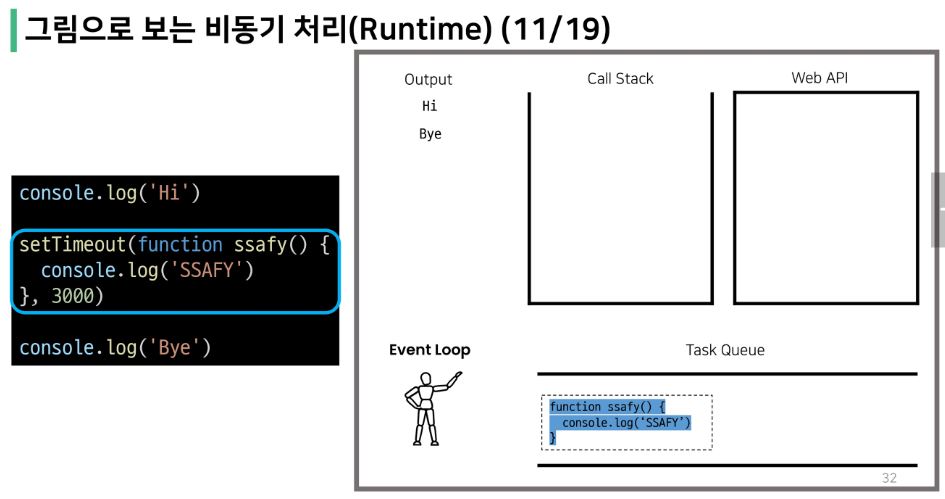 그림으로 보는 비동기 처리(Runtime) (11/19)
console.log('Hi')
setTimeout(function ssafy() {
  console.log('SSAFY')
}, 3000)
console.log('Bye')
Output
Hi
Bye
Call Stack
Web API
Event Loop
Task Queue
function ssafy() {
  console.log(‘SSAFY’)
}
32